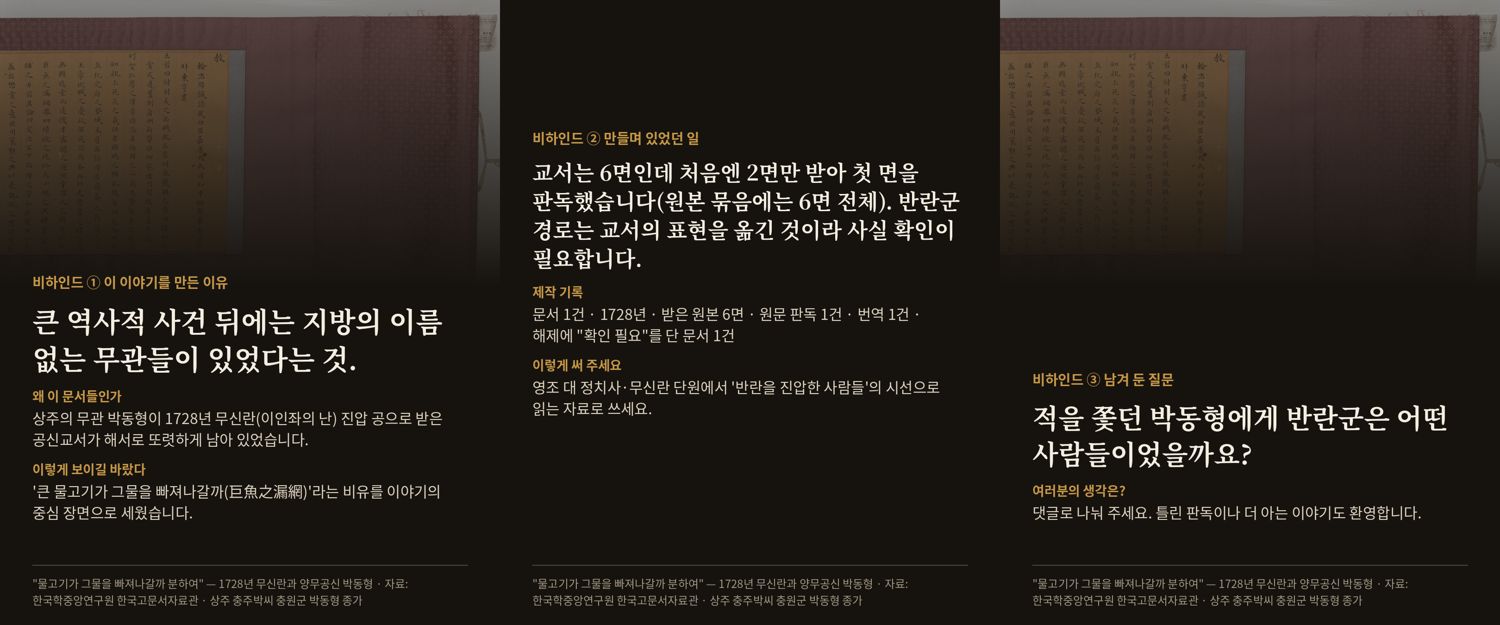 비하인드 ① 이 이야기를 만든 이유
큰 역사적 사건 뒤에는 지방의 이름
없는 무관들이 있었다는 것.
왜 이 문서들인가
상주의 무관 박동형이 1728년 무신란(이인좌의 난) 진압 공으로 받은
공신교서가 해서로 또렷하게 남아 있었습니다.
이렇게 보이길 바랐다
'큰 물고기가 그물을 빠져나갈까(巨魚之漏網)'라는 비유를 이야기의
중심 장면으로 세웠습니다.
"물고기가 그물을 빠져나갈까 분하여" — 1728년 무신란과 양무공신 박동형 · 자료:
한국학중앙연구원 한국고문서자료관 · 상주 충주박씨 충원군 박동형 종가
비하인드 ② 만들며 있었던 일
교서는 6면인데 처음엔 2면만 받아 첫 면을
판독했습니다(원본 묶음에는 6면 전체). 반란군
경로는 교서의 표현을 옮긴 것이라 사실 확인이
필요합니다.
제작 기록
문서 1건 · 1728년 · 받은 원본 6면 · 원문 판독 1건 · 번역 1건 ·
해제에 "확인 필요"를 단 문서 1건
이렇게 써 주세요
영조 대 정치사·무신란 단원에서 '반란을 진압한 사람들'의 시선으로
읽는 자료로 쓰세요.
"물고기가 그물을 빠져나갈까 분하여" — 1728년 무신란과 양무공신 박동형 · 자료:
한국학중앙연구원 한국고문서자료관 · 상주 충주박씨 충원군 박동형 종가
비하인드 ③ 남겨 둔 질문
적을 쫓던 박동형에게 반란군은 어떤
사람들이었을까요?
여러분의 생각은?
댓글로 나눠 주세요. 틀린 판독이나 더 아는 이야기도 환영합니다.
"물고기가 그물을 빠져나갈까 분하여" — 1728년 무신란과 양무공신 박동형 · 자료:
한국학중앙연구원 한국고문서자료관 · 상주 충주박씨 충원군 박동형 종가